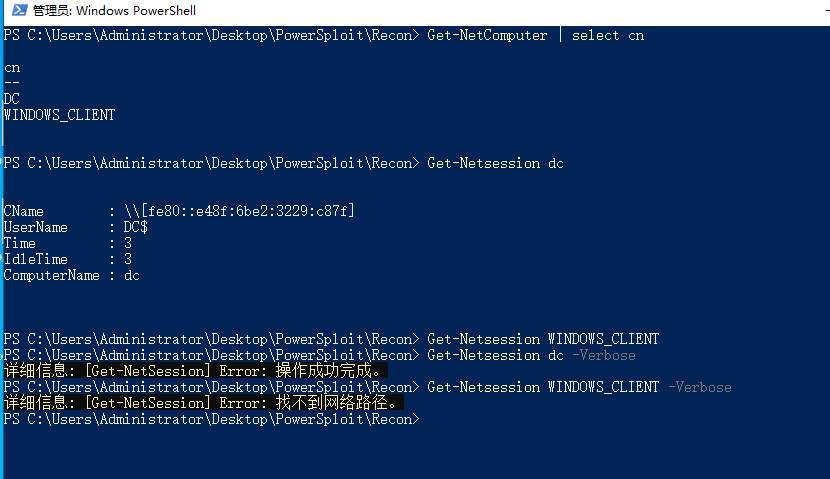 管理员: Windows PowerShell
PS C:\Users\Administrator\Desktop\PowerSploit\Recon> Get-NetComputer | select cn
cn
--
DC
WINDOWS_CLIENT
PS C:\Users\Administrator\Desktop\PowerSploit\Recon> Get-Netsession dc
CName        : \\[fe80::e48f:6be2:3229:c87f]
UserName     : DC$
Time         : 3
IdleTime     : 3
ComputerName : dc
PS C:\Users\Administrator\Desktop\PowerSploit\Recon> Get-Netsession WINDOWS_CLIENT
PS C:\Users\Administrator\Desktop\PowerSploit\Recon> Get-Netsession dc -Verbose
详细信息: [Get-NetSession] Error: 操作成功完成。
PS C:\Users\Administrator\Desktop\PowerSploit\Recon> Get-Netsession WINDOWS_CLIENT -Verbose
详细信息: [Get-NetSession] Error: 找不到网络路径。
PS C:\Users\Administrator\Desktop\PowerSploit\Recon>